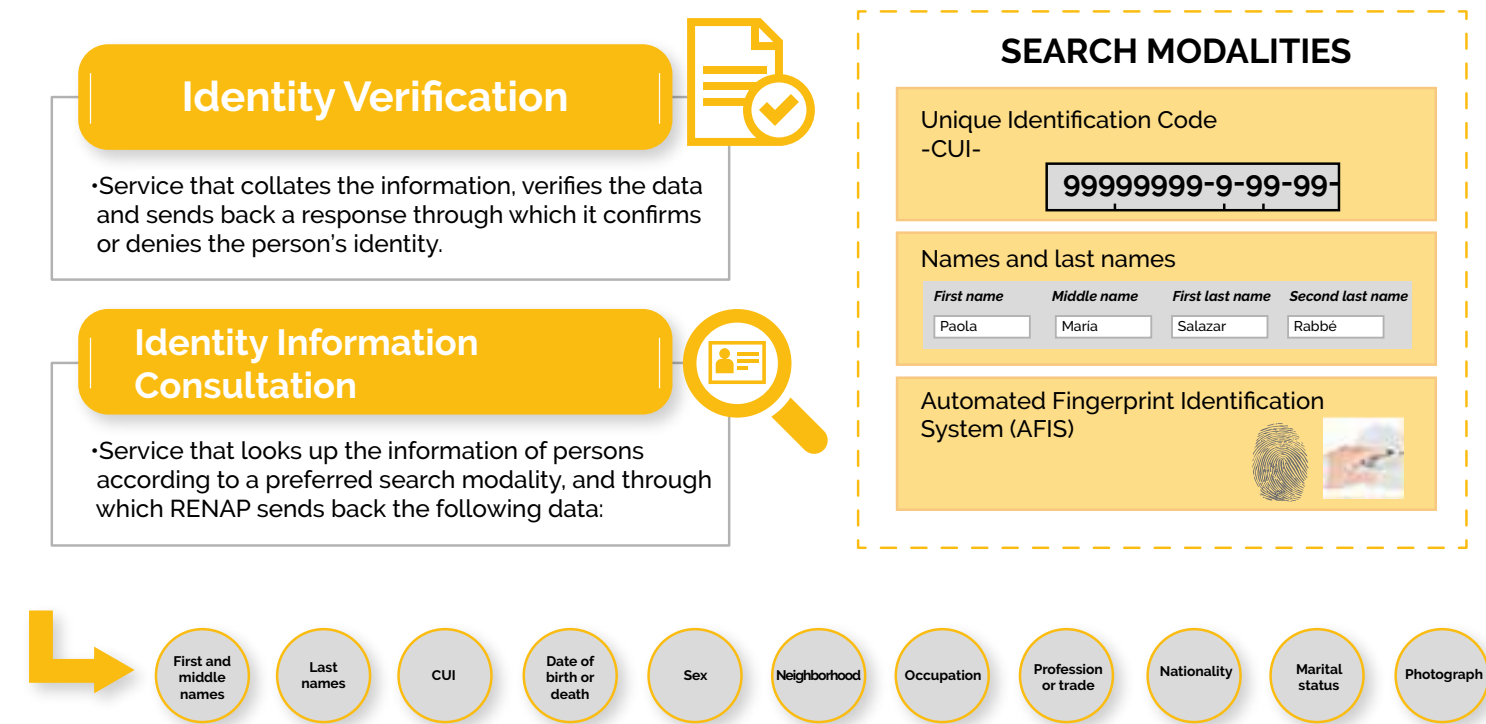 Identity Verification
•Service that collates the information, verifies the data
and sends back a response through which it confirms
or denies the person's identity.
Identity Information
Consultation
•Service that looks up the information of persons
according to a preferred search modality, and through
which RENAP sends back the following data:
SEARCH MODALITIES
Unique Identification Code
-CUI-
99999999-9-99-99-
Names and last names
First name Middle name First last name Second last name
Paola María Salazar Rabbé
Automated Fingerprint Identification
System (AFIS)
First and
middle
names
Last
names
CUI
Date of
birth or
death
Sex
Neighborhood
Occupation
Profession
or trade
Nationality
Marital
status
Photograph